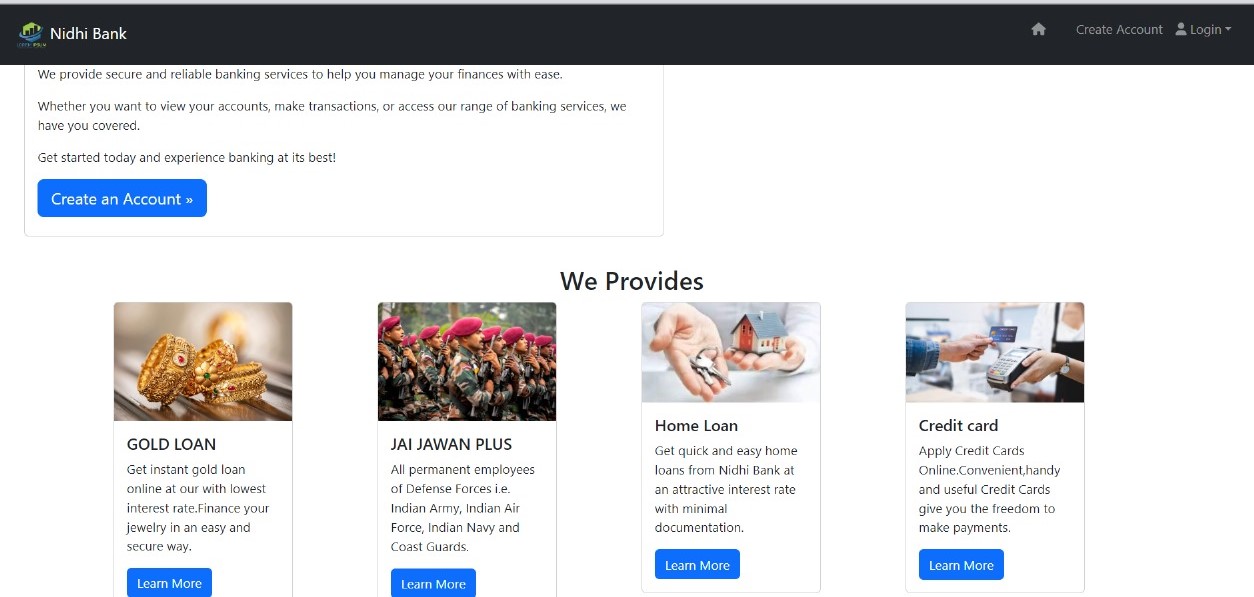 Nidhi Bank
Create Account
Login
We provide secure and reliable banking services to help you manage your finances with ease.
Whether you want to view your accounts, make transactions, or access our range of banking services, we
have you covered.
Get started today and experience banking at its best!
Create an Account »
We Provides
GOLD LOAN
Get instant gold loan
online at our with lowest
interest rate.Finance your
jewelry in an easy and
secure way.
Learn More
JAI JAWAN PLUS
All permanent employees
of Defense Forces i.e.
Indian Army, Indian Air
Force, Indian Navy and
Coast Guards.
Learn More
Home Loan
Get quick and easy home
loans from Nidhi Bank at
an attractive interest rate
with minimal
documentation.
Learn More
Credit card
Apply Credit Cards
Online.Convenient,handy
and useful Credit Cards
give you the freedom to
make payments.
Learn More